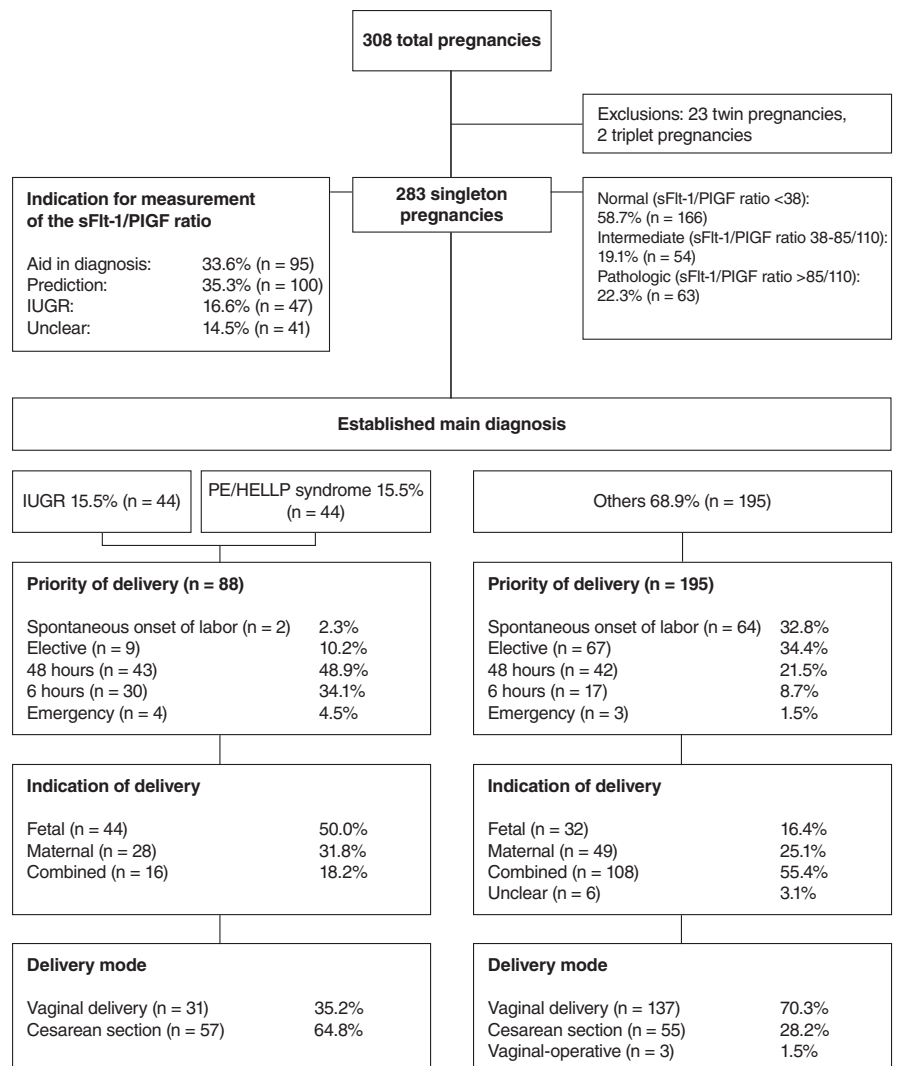 308 total pregnancies
Exclusions: 23 twin pregnancies,
2 triplet pregnancies
Indication for measurement
of the sFlt-1/PlGF ratio
Aid in diagnosis: 33.6% (n = 95)
Prediction: 35.3% (n = 100)
IUGR: 16.6% (n = 47)
Unclear: 14.5% (n = 41)
283 singleton
pregnancies
Normal (sFlt-1/PlGF ratio <38):
58.7% (n = 166)
Intermediate (sFlt-1/PlGF ratio 38-85/110):
19.1% (n = 54)
Pathologic (sFlt-1/PlGF ratio >85/110):
22.3% (n = 63)
Established main diagnosis
IUGR 15.5% (n = 44)
PE/HELLP syndrome 15.5%
(n = 44)
Others 68.9% (n = 195)
Priority of delivery (n = 88)
Spontaneous onset of labor (n = 2) 2.3%
Elective (n = 9) 10.2%
48 hours (n = 43) 48.9%
6 hours (n = 30) 34.1%
Emergency (n = 4) 4.5%
Priority of delivery (n = 195)
Spontaneous onset of labor (n = 64) 32.8%
Elective (n = 67) 34.4%
48 hours (n = 42) 21.5%
6 hours (n = 17) 8.7%
Emergency (n = 3) 1.5%
Indication of delivery
Fetal (n = 44) 50.0%
Maternal (n = 28) 31.8%
Combined (n = 16) 18.2%
Indication of delivery
Fetal (n = 32) 16.4%
Maternal (n = 49) 25.1%
Combined (n = 108) 55.4%
Unclear (n = 6) 3.1%
Delivery mode
Vaginal delivery (n = 31) 35.2%
Cesarean section (n = 57) 64.8%
Delivery mode
Vaginal delivery (n = 137) 70.3%
Cesarean section (n = 55) 28.2%
Vaginal-operative (n = 3) 1.5%